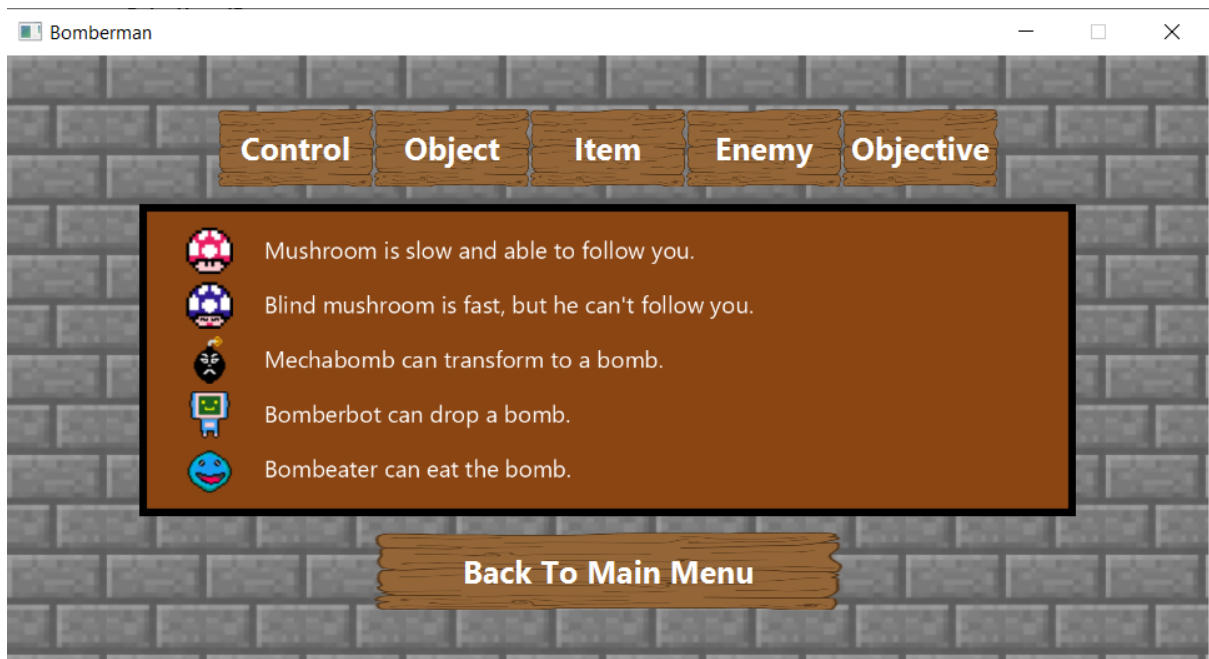 Bomberman
Control Object Item Enemy Objective
Mushroom is slow and able to follow you.
Blind mushroom is fast, but he can't follow you.
Mechabomb can transform to a bomb.
Bomberbot can drop a bomb.
Bombeater can eat the bomb.
Back To Main Menu